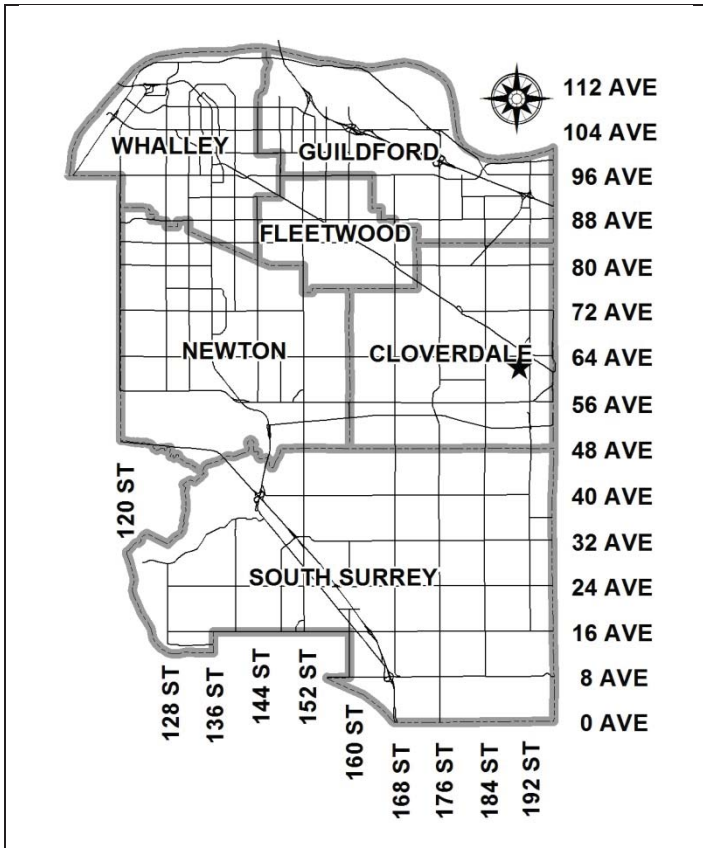 112 AVE
104 AVE
WHALLEY
GUILDFORD
96 AVE
88 AVE
FLEETWOOD
80 AVE
72 AVE
NEWTON
CLOVERDALE
64 AVE
56 AVE
48 AVE
120 ST
40 AVE
32 AVE
SOUTH SURREY
24 AVE
16 AVE
8 AVE
0 AVE
128 ST
136 ST
144 ST
152 ST
160 ST
168 ST
176 ST
184 ST
192 ST